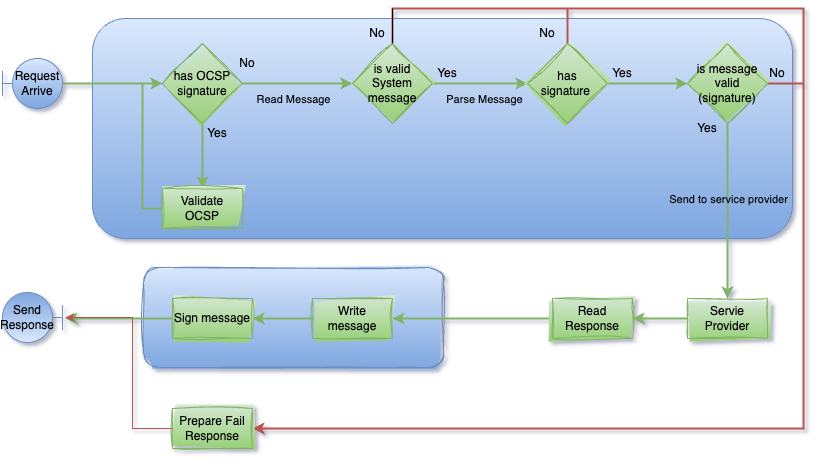 No
No
Request
Arrive
has OCSP
signature
No
Read Message
is valid
System
message
Yes
Parse Message
has
signature
Yes
is message
valid
(signature)
No
Yes
Yes
Validate
OCSP
Send to service provider
Send
Response
Sign message
Write
message
Read
Response
Servie
Provider
Prepare Fail
Response